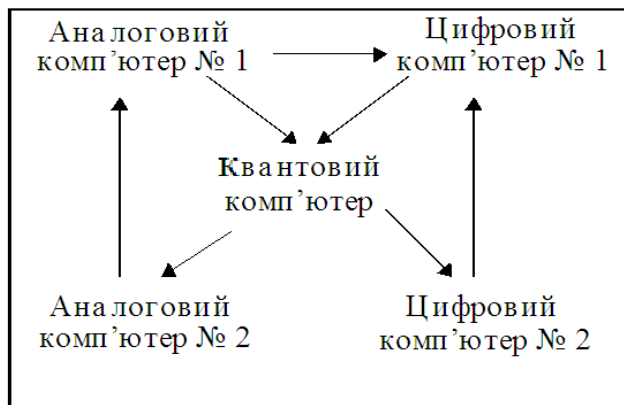 Аналоговий
комп’ютер № 1
Цифровий
комп’ютер № 1
Квантовий
комп’ютер
Аналоговий
комп’ютер № 2
Цифровий
комп’ютер № 2